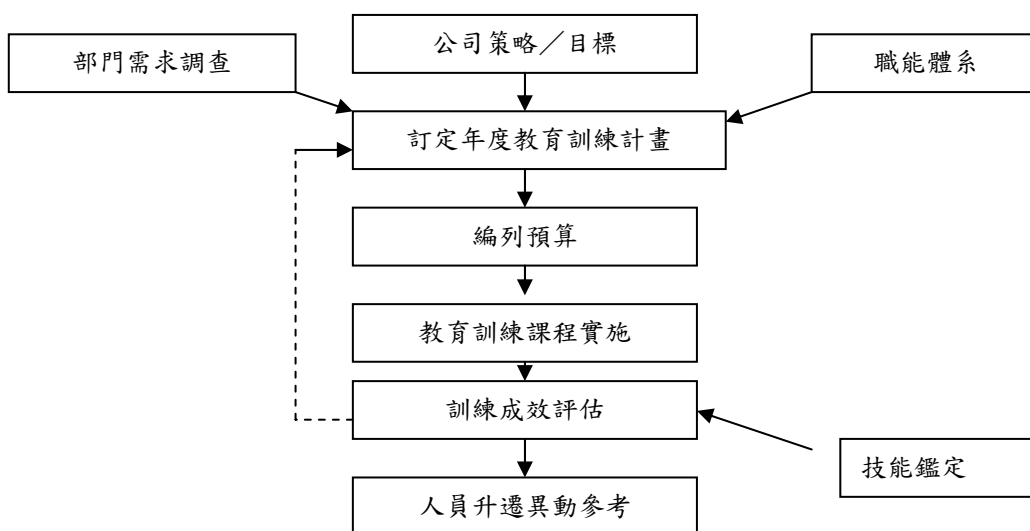 公司策略／目標
部門需求調查
職能體系
訂定年度教育訓練計畫
編列預算
教育訓練課程實施
訓練成效評估
技能鑑定
人員升遷異動參考